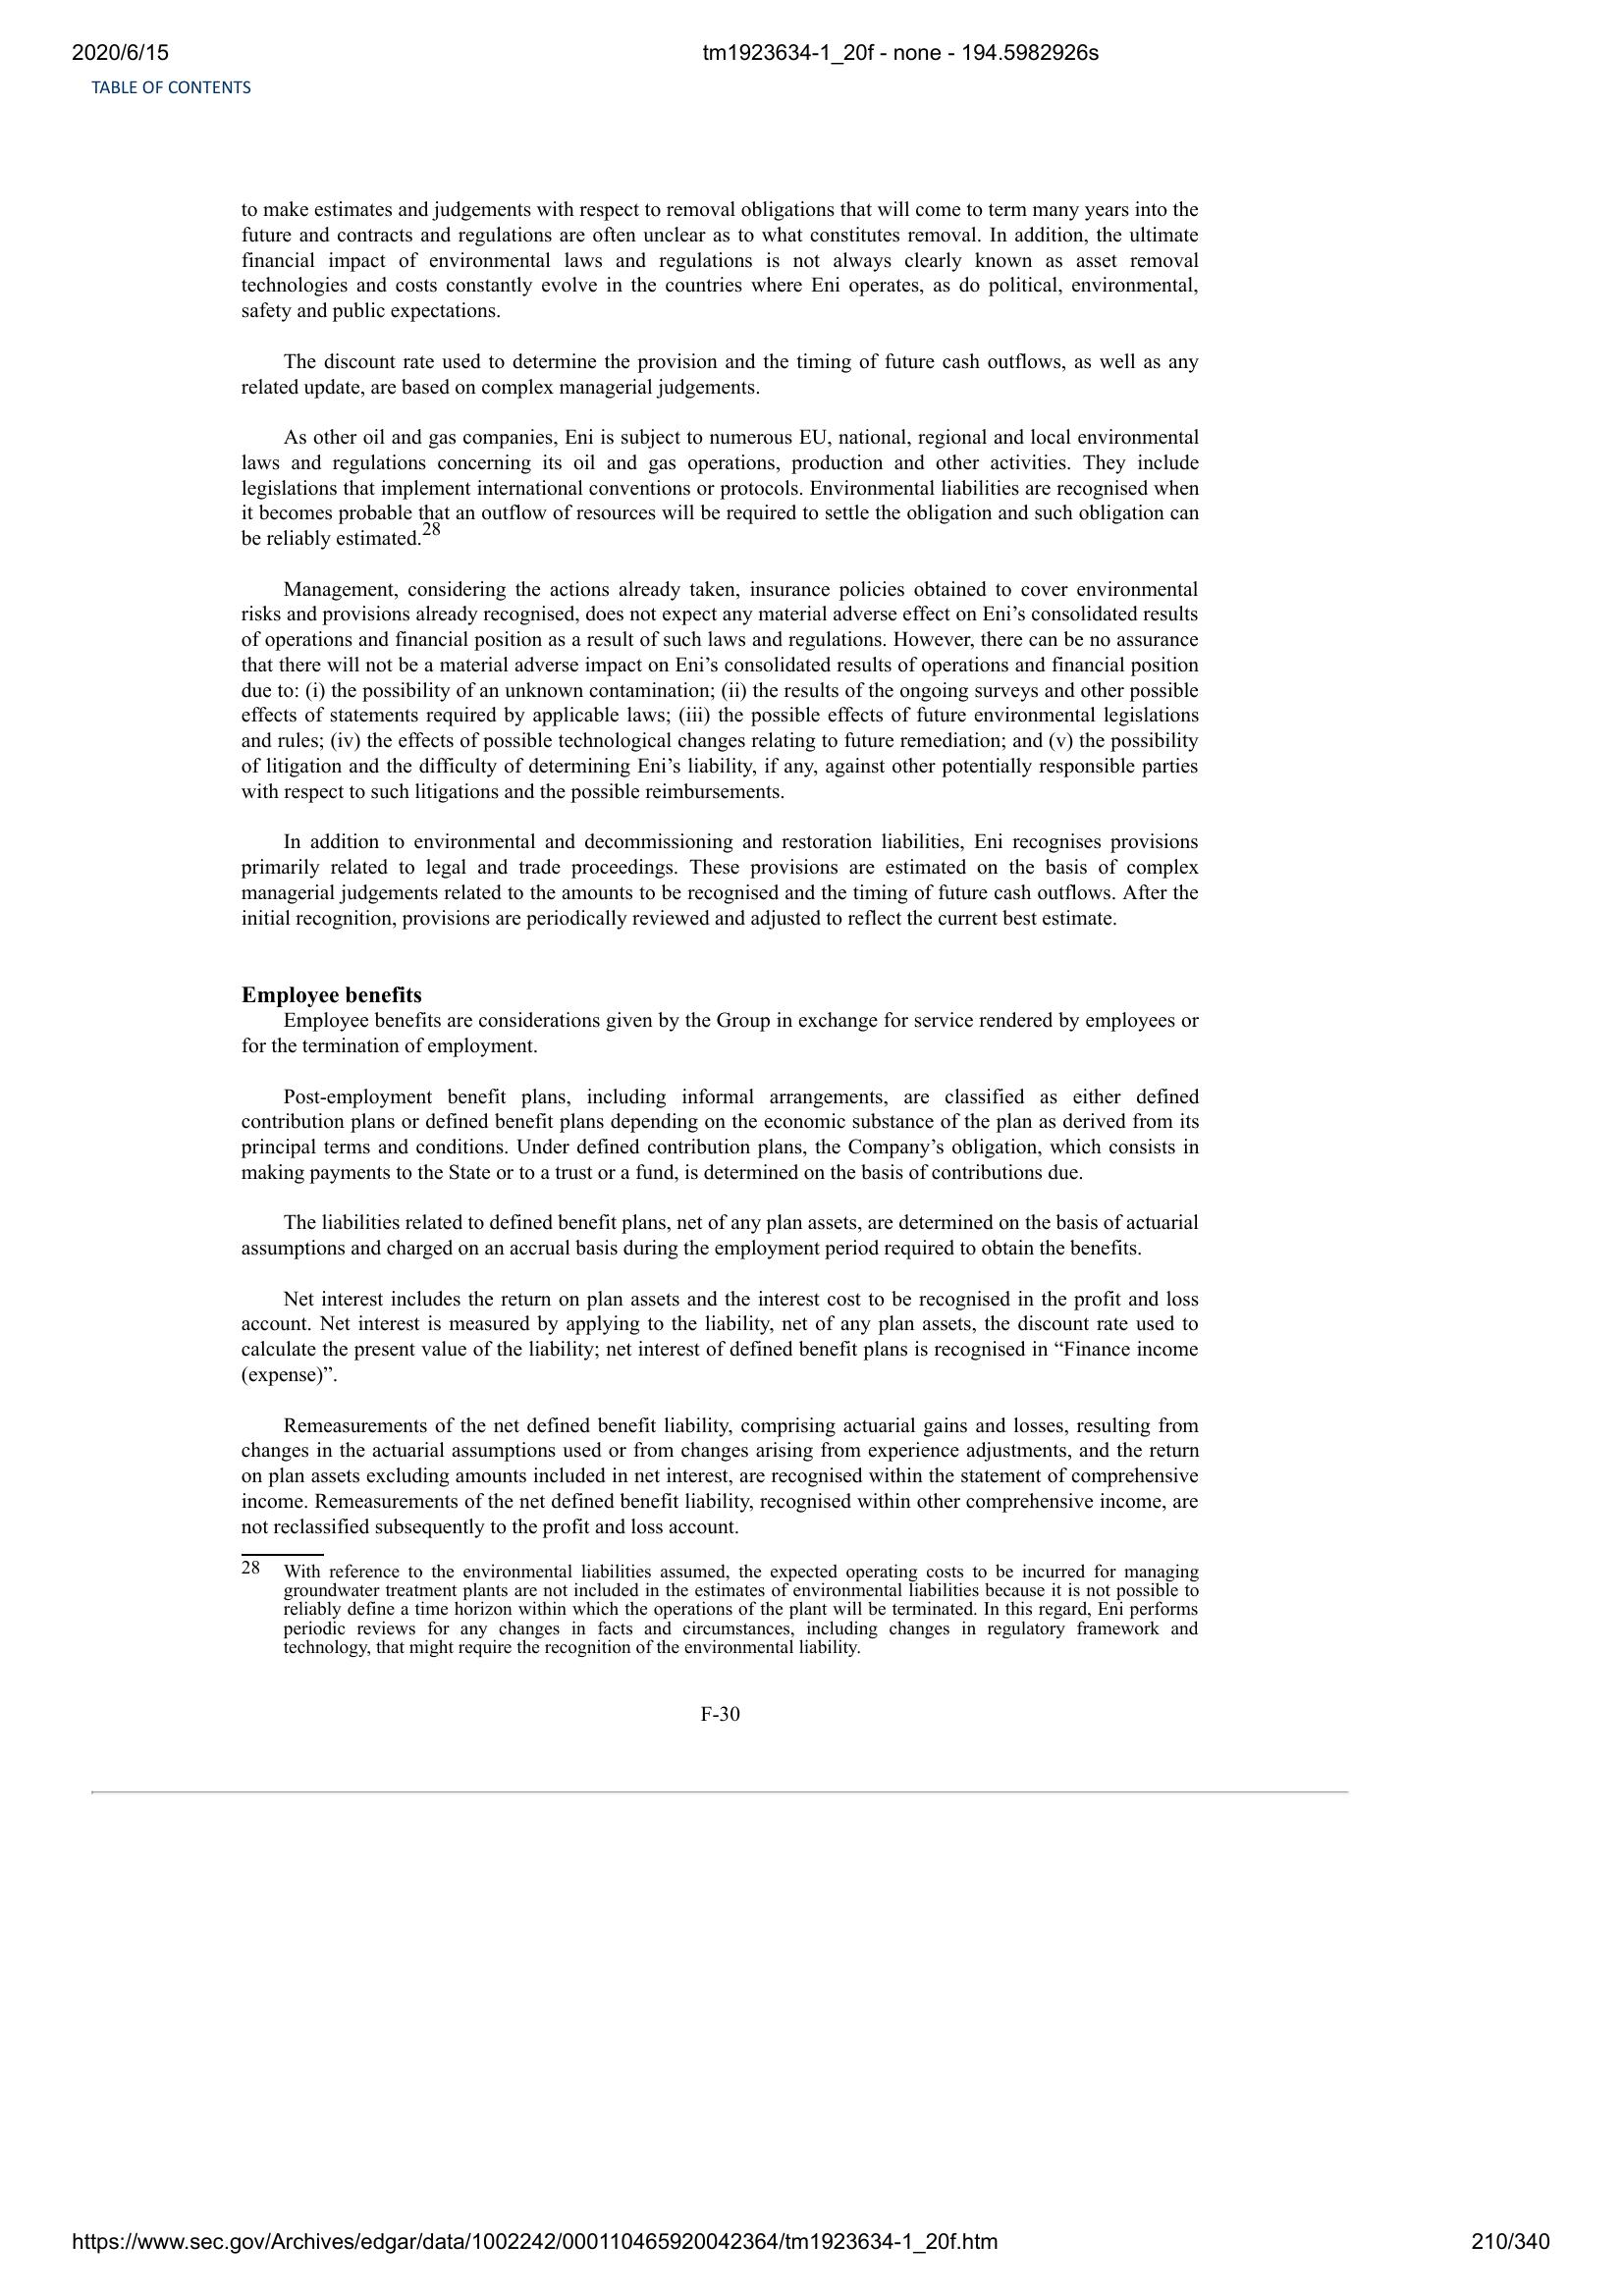 2020/6/15
tm1923634-1_20f - none - 194.5982926s
TABLE OF CONTENTS
to make estimates and judgements with respect to removal obligations that will come to term many years into the
future and contracts and regulations are often unclear as to what constitutes removal. In addition, the ultimate
financial impact of environmental laws and regulations is not always clearly known as asset removal
technologies and costs constantly evolve in the countries where Eni operates, as do political, environmental,
safety and public expectations.
The discount rate used to determine the provision and the timing of future cash outflows, as well as any
related update, are based on complex managerial judgements.
As other oil and gas companies, Eni is subject to numerous EU, national, regional and local environmental
laws and regulations concerning its oil and gas operations, production and other activities. They include
legislations that implement international conventions or protocols. Environmental liabilities are recognised when
it becomes probable that an outflow of resources will be required to settle the obligation and such obligation can
be reliably estimated.28
Management, considering the actions already taken, insurance policies obtained to cover environmental
risks and provisions already recognised, does not expect any material adverse effect on Eni’s consolidated results
of operations and financial position as a result of such laws and regulations. However, there can be no assurance
that there will not be a material adverse impact on Eni’s consolidated results of operations and financial position
due to: (i) the possibility of an unknown contamination; (ii) the results of the ongoing surveys and other possible
effects of statements required by applicable laws; (iii) the possible effects of future environmental legislations
and rules; (iv) the effects of possible technological changes relating to future remediation; and (v) the possibility
of litigation and the difficulty of determining Eni’s liability, if any, against other potentially responsible parties
with respect to such litigations and the possible reimbursements.
In addition to environmental and decommissioning and restoration liabilities, Eni recognises provisions
primarily related to legal and trade proceedings. These provisions are estimated on the basis of complex
managerial judgements related to the amounts to be recognised and the timing of future cash outflows. After the
initial recognition, provisions are periodically reviewed and adjusted to reflect the current best estimate.
Employee benefits
Employee benefits are considerations given by the Group in exchange for service rendered by employees or
for the termination of employment.
Post-employment benefit plans, including informal arrangements, are classified as either defined
contribution plans or defined benefit plans depending on the economic substance of the plan as derived from its
principal terms and conditions. Under defined contribution plans, the Company’s obligation, which consists in
making payments to the State or to a trust or a fund, is determined on the basis of contributions due.
The liabilities related to defined benefit plans, net of any plan assets, are determined on the basis of actuarial
assumptions and charged on an accrual basis during the employment period required to obtain the benefits.
Net interest includes the return on plan assets and the interest cost to be recognised in the profit and loss
account. Net interest is measured by applying to the liability, net of any plan assets, the discount rate used to
calculate the present value of the liability; net interest of defined benefit plans is recognised in “Finance income
(expense)”.
Remeasurements of the net defined benefit liability, comprising actuarial gains and losses, resulting from
changes in the actuarial assumptions used or from changes arising from experience adjustments, and the return
on plan assets excluding amounts included in net interest, are recognised within the statement of comprehensive
income. Remeasurements of the net defined benefit liability, recognised within other comprehensive income, are
not reclassified subsequently to the profit and loss account.
28 With reference to the environmental liabilities assumed, the expected operating costs to be incurred for managing
groundwater treatment plants are not included in the estimates of environmental liabilities because it is not possible to
reliably define a time horizon within which the operations of the plant will be terminated. In this regard, Eni performs
periodic reviews for any changes in facts and circumstances, including changes in regulatory framework and
technology, that might require the recognition of the environmental liability.
F-30
https://www.sec.gov/Archives/edgar/data/1002242/000110465920042364/tm1923634-1_20f.htm
210/340